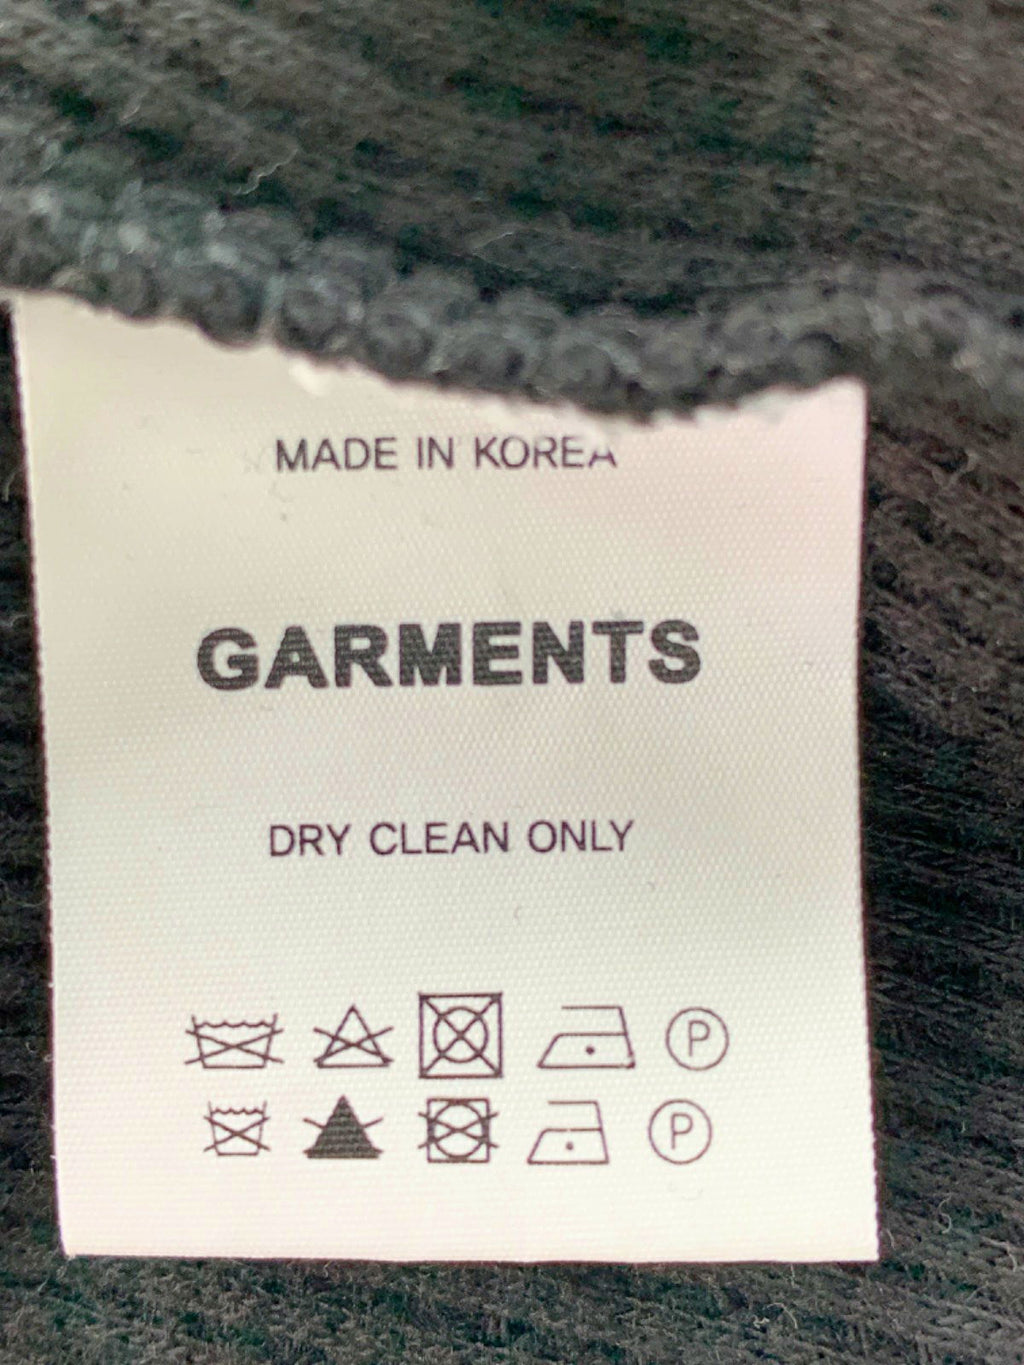 MADE IN KOREA
GARMENTS
DRY CLEAN ONLY
P
P